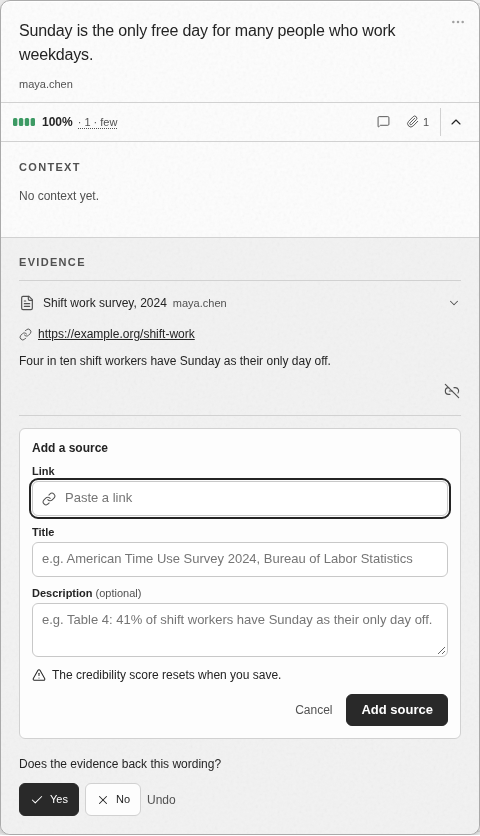 Sunday is the only free day for many people who work
weekdays.
maya.chen
100% · 1 · few
1
CONTEXT
No context yet.
EVIDENCE
Shift work survey, 2024 maya.chen
https://example.org/shift-work
Four in ten shift workers have Sunday as their only day off.
Add a source
Link
Paste a link
Title
e.g. American Time Use Survey 2024, Bureau of Labor Statistics
Description (optional)
e.g. Table 4: 41% of shift workers have Sunday as their only day off.
The credibility score resets when you save.
Cancel Add source
Does the evidence back this wording?
Yes No Undo